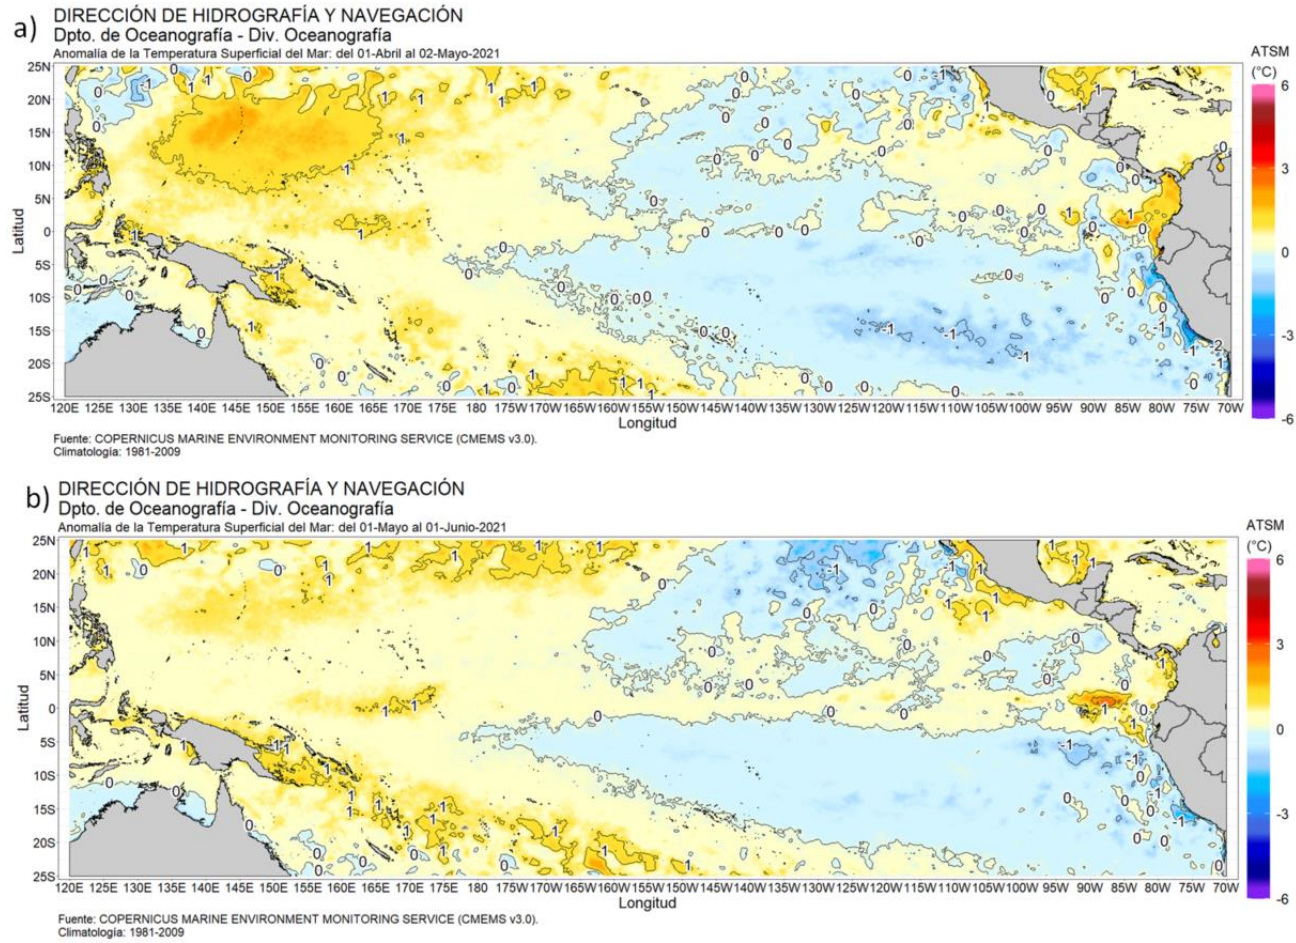 a) DIRECCIÓN DE HIDROGRAFÍA Y NAVEGACIÓN
Dpto. de Oceanografía - Div. Oceanografía
Anomalía de la Temperatura Superficial del Mar: del 01-Abril al 02-Mayo-2021
ATSM
(°C)
6
3
0
-3
-6
25N
20N
15N
10N
5N
0
5S
10S
15S
20S
25S
Latitud
120E 125E 130E 135E 140E 145E 150E 155E 160E 165E 170E 175E 180 175W 170W 165W 160W 155W 150W 145W 140W 135W 130W 125W 120W 115W 110W 105W 100W 95W 90W 85W 80W 75W 70W
Longitud
Fuente: COPERNICUS MARINE ENVIRONMENT MONITORING SERVICE (CMEMS v3.0).
Climatología: 1981-2009
b) DIRECCIÓN DE HIDROGRAFÍA Y NAVEGACIÓN
Dpto. de Oceanografía - Div. Oceanografía
Anomalía de la Temperatura Superficial del Mar: del 01-Mayo al 01-Junio-2021
ATSM
(°C)
6
3
0
-3
-6
25N
20N
15N
10N
5N
0
5S
10S
15S
20S
25S
Latitud
120E 125E 130E 135E 140E 145E 150E 155E 160E 165E 170E 175E 180 175W 170W 165W 160W 155W 150W 145W 140W 135W 130W 125W 120W 115W 110W 105W 100W 95W 90W 85W 80W 75W 70W
Longitud
Fuente: COPERNICUS MARINE ENVIRONMENT MONITORING SERVICE (CMEMS v3.0).
Climatología: 1981-2009